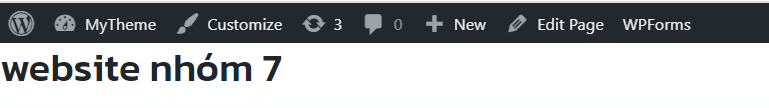 MyTheme Customize 3 0 New Edit Page WPForms
website nhóm 7